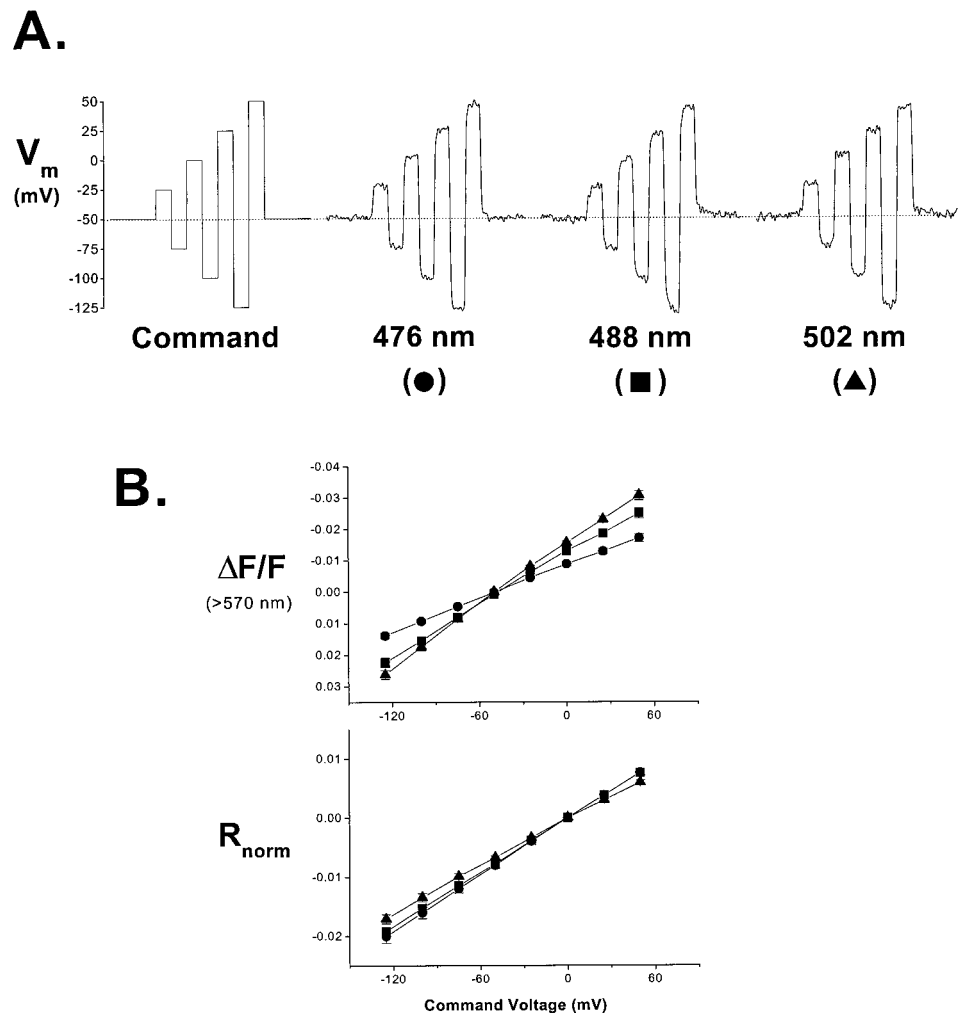 A.
V_m
(mV)
50
25
0
-25
-50
-75
-100
-125
Command
476 nm
488 nm
502 nm
(●)
(■)
(▲)
B.
ΔF/F
(>570 nm)
-0.04
-0.03
-0.02
-0.01
0.00
0.01
0.02
0.03
-120
-60
0
60
R_norm
0.01
0.00
-0.01
-0.02
-120
-60
0
60
Command Voltage (mV)